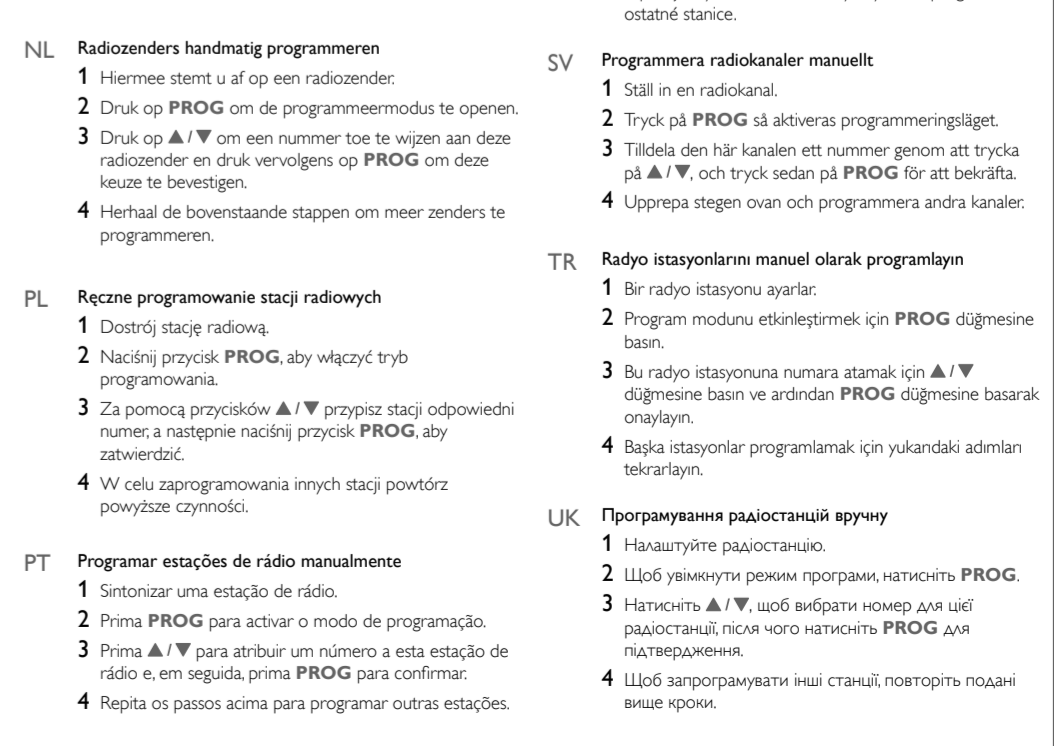 NL Radiozenders handmatig programmeren
1 Hiermee stemt u af op een radiozender.
2 Druk op PROG om de programmeermodus te openen.
3 Druk op ▲ / ▼ om een nummer toe te wijzen aan deze
radiozender en druk vervolgens op PROG om deze
keuze te bevestigen.
4 Herhaal de bovenstaande stappen om meer zenders te
programmeren.
PL Ręczne programowanie stacji radiowych
1 Dostrój stację radiową.
2 Naciśnij przycisk PROG, aby włączyć tryb
programowania.
3 Za pomocą przycisków ▲ / ▼ przypisz stacji odpowiedni
numer, a następnie naciśnij przycisk PROG, aby
zatwierdzić.
4 W celu zaprogramowania innych stacji powtórz
powyższe czynności.
PT Programar estações de rádio manualmente
1 Sintonizar uma estação de rádio.
2 Prima PROG para activar o modo de programação.
3 Prima ▲ / ▼ para atribuir um número a esta estação de
rádio e, em seguida, prima PROG para confirmar.
4 Repita os passos acima para programar outras estações.
ostatné stanice.
SV Programmera radiokanaler manuellt
1 Ställ in en radiokanal.
2 Tryck på PROG så aktiveras programmeringsläget.
3 Tilldela den här kanalen ett nummer genom att trycka
på ▲ / ▼, och tryck sedan på PROG för att bekräfta.
4 Upprepa stegen ovan och programmera andra kanaler.
TR Radyo istasyonlarını manuel olarak programlayın
1 Bir radyo istasyonu ayarlar.
2 Program modunu etkinleştirmek için PROG düğmesine
basın.
3 Bu radyo istasyonuna numara atamak için ▲ / ▼
düğmesine basın ve ardından PROG düğmesine basarak
onaylayın.
4 Başka istasyonlar programlamak için yukarıdaki adımları
tekrarlayın.
UK Програмування радіостанцій вручну
1 Налаштуйте радіостанцію.
2 Щоб увімкнути режим програми, натисніть PROG.
3 Натисніть ▲ / ▼, щоб вибрати номер для цієї
радіостанції, після чого натисніть PROG для
підтвердження.
4 Щоб запрограмувати інші станції, повторіть подані
вище кроки.